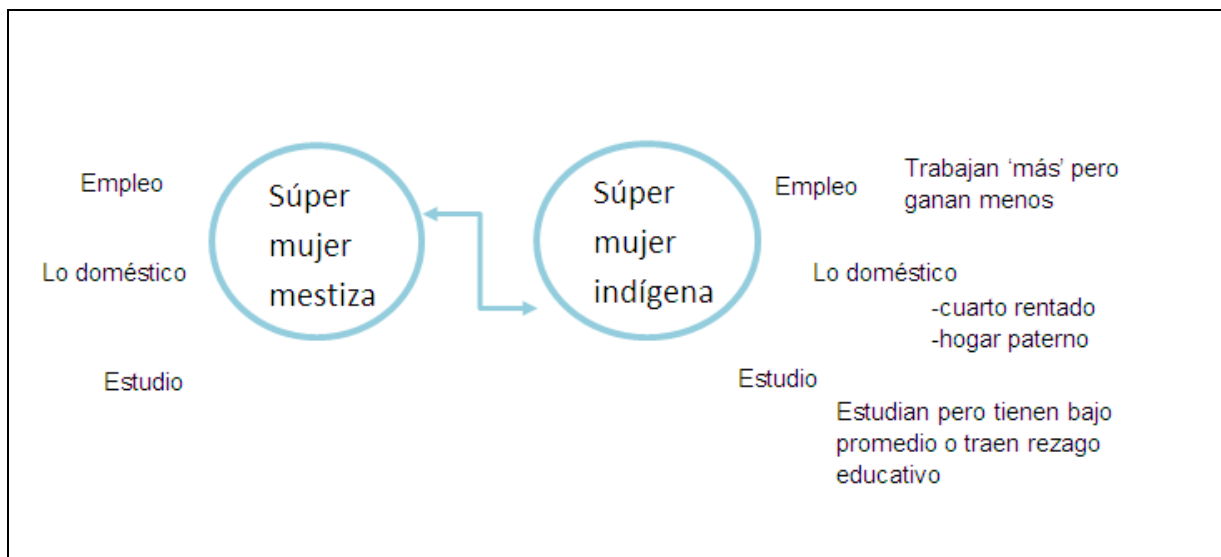 Empleo
Lo doméstico
Estudio
Súper
mujer
mestiza
Súper
mujer
indígena
Empleo
Trabajan ‘más’ pero
ganan menos
Lo doméstico
-cuarto rentado
-hogar paterno
Estudio
Estudian pero tienen bajo
promedio o traen rezago
educativo